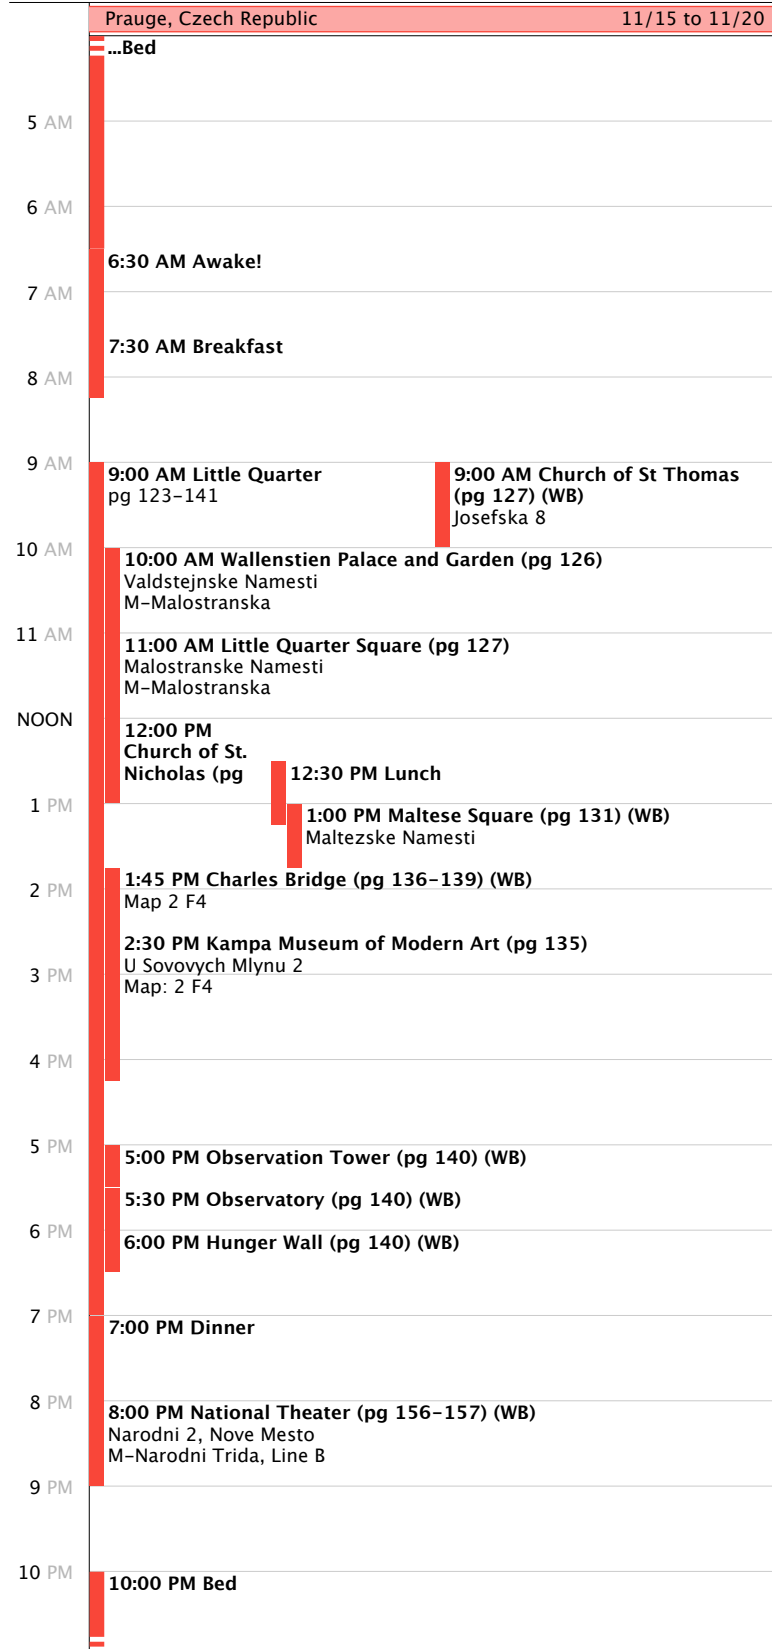 Prauge, Czech Republic 11/15 to 11/20
...Bed
5 AM
6 AM
6:30 AM Awake!
7 AM
7:30 AM Breakfast
8 AM
9 AM
9:00 AM Little Quarter
pg 123-141
9:00 AM Church of St Thomas
(pg 127) (WB)
Josefska 8
10 AM
10:00 AM Wallenstien Palace and Garden (pg 126)
Valdstejnske Namesti
M-Malostranska
11 AM
11:00 AM Little Quarter Square (pg 127)
Malostranske Namesti
M-Malostranska
NOON
12:00 PM
Church of St.
Nicholas (pg
12:30 PM Lunch
1 PM
1:00 PM Maltese Square (pg 131) (WB)
Maltezske Namesti
1:45 PM Charles Bridge (pg 136-139) (WB)
2 PM
Map 2 F4
2:30 PM Kampa Museum of Modern Art (pg 135)
U Sovovych Mlynu 2
3 PM
Map: 2 F4
4 PM
5 PM
5:00 PM Observation Tower (pg 140) (WB)
5:30 PM Observatory (pg 140) (WB)
6 PM
6:00 PM Hunger Wall (pg 140) (WB)
7 PM
7:00 PM Dinner
8 PM
8:00 PM National Theater (pg 156-157) (WB)
Narodni 2, Nove Mesto
M-Narodni Trida, Line B
9 PM
10 PM
10:00 PM Bed